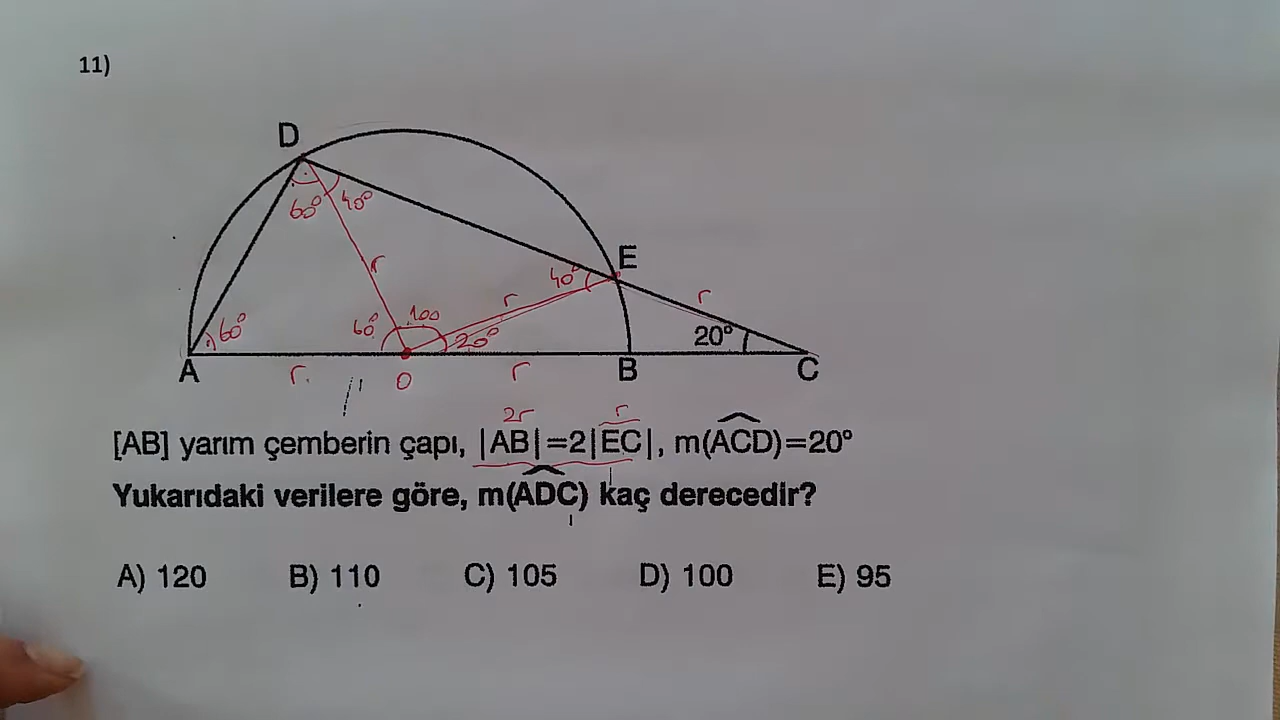 11)
D
60° 40°
r
40° E
r r
60° 60° 100 20° 20°
A r. O r B C
2r r
[AB] yarım çemberin çapı, |AB|=2|EC|, m(ACD)=20°
Yukarıdaki verilere göre, m(ADC) kaç derecedir?
A) 120 B) 110 C) 105 D) 100 E) 95